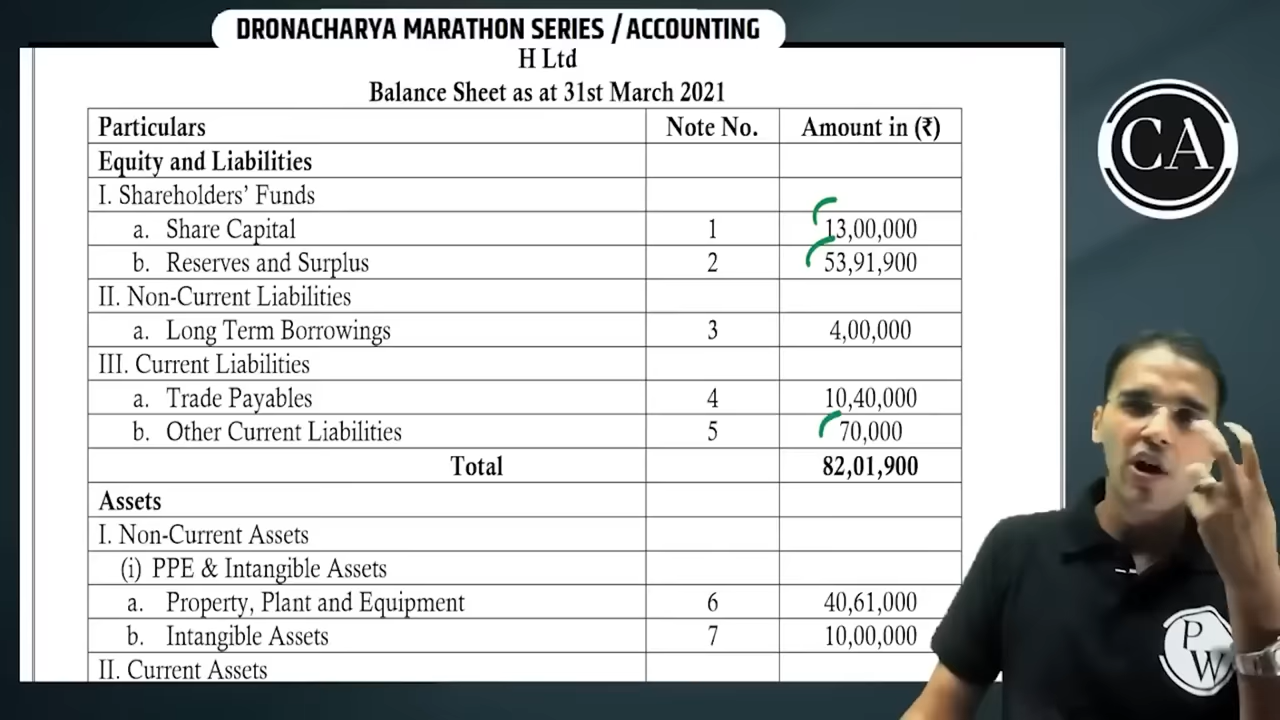 DRONACHARYA MARATHON SERIES / ACCOUNTING
H Ltd
Balance Sheet as at 31st March 2021
Particulars Note No. Amount in (₹)
Equity and Liabilities
I. Shareholders' Funds
a. Share Capital 1 13,00,000
b. Reserves and Surplus 2 53,91,900
II. Non-Current Liabilities
a. Long Term Borrowings 3 4,00,000
III. Current Liabilities
a. Trade Payables 4 10,40,000
b. Other Current Liabilities 5 70,000
Total 82,01,900
Assets
I. Non-Current Assets
(i) PPE & Intangible Assets
a. Property, Plant and Equipment 6 40,61,000
b. Intangible Assets 7 10,00,000
II. Current Assets
CA
PW